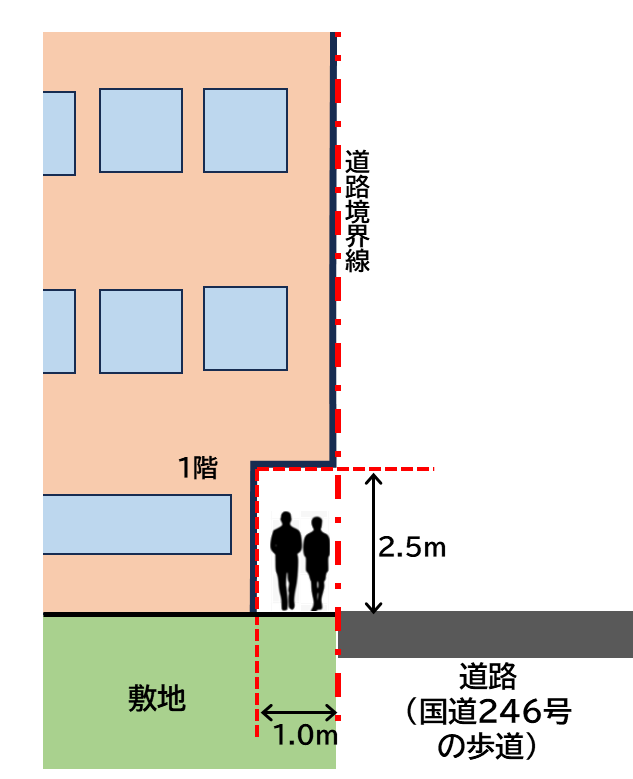 道路境界線
1階
2.5m
敷地
1.0m
道路
（国道246号
の歩道）